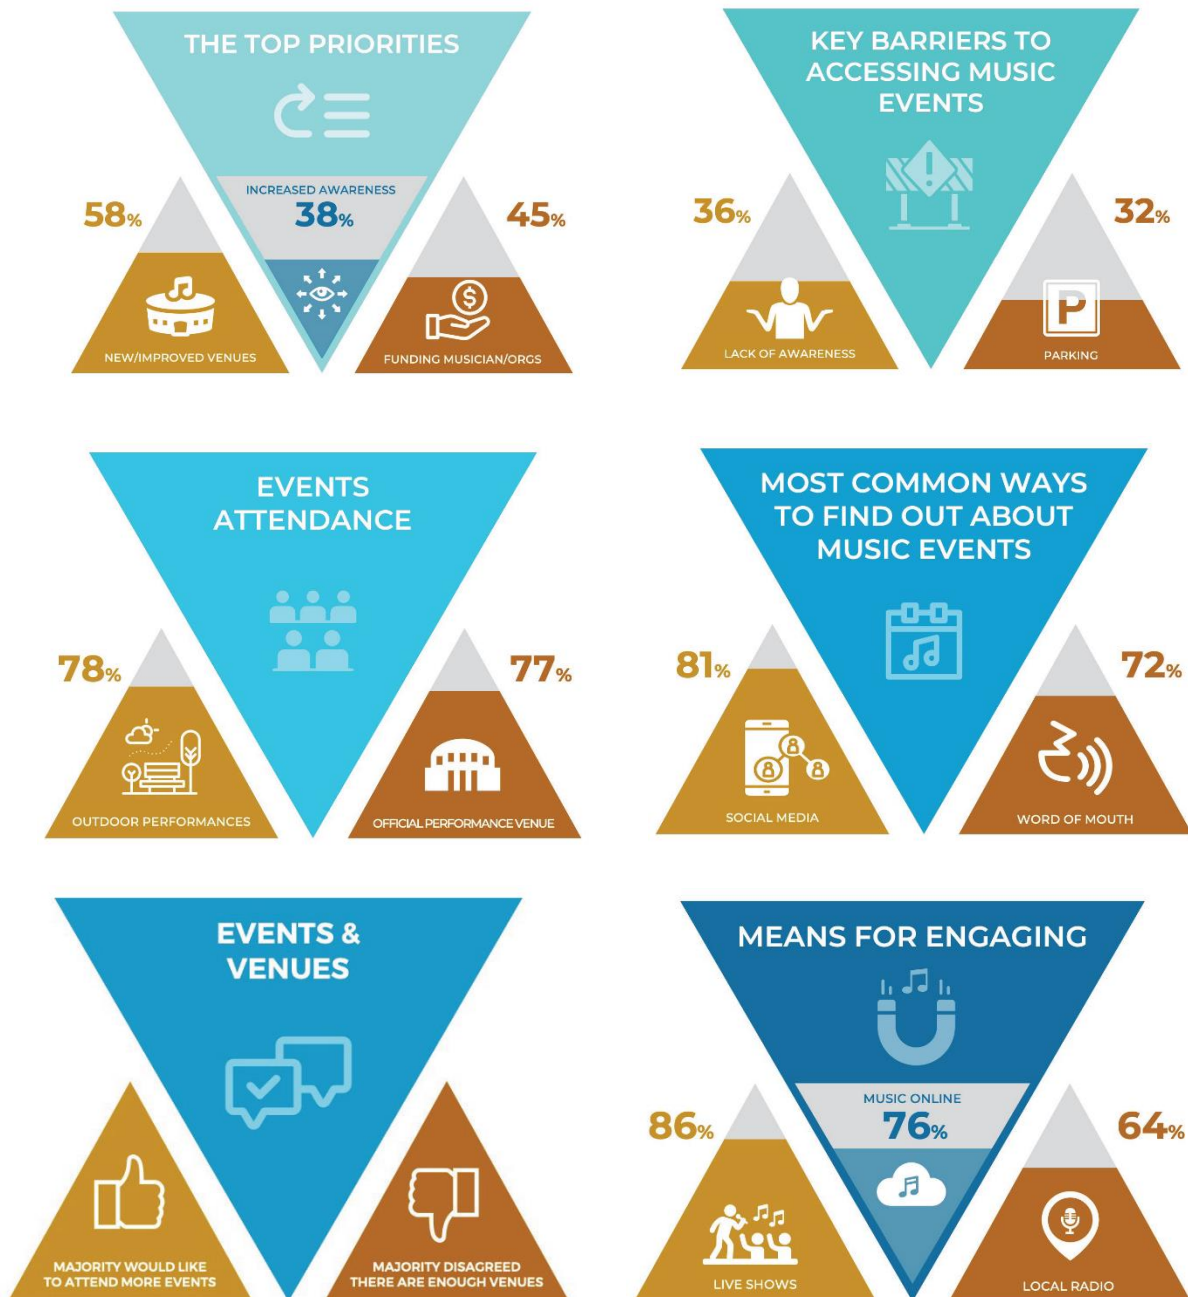 THE TOP PRIORITIES
INCREASED AWARENESS
38%
58%
NEW/IMPROVED VENUES
45%
FUNDING MUSICIAN/ORGS
KEY BARRIERS TO
ACCESSING MUSIC
EVENTS
36%
LACK OF AWARENESS
32%
P
PARKING
EVENTS
ATTENDANCE
78%
OUTDOOR PERFORMANCES
77%
OFFICIAL PERFORMANCE VENUE
MOST COMMON WAYS
TO FIND OUT ABOUT
MUSIC EVENTS
81%
SOCIAL MEDIA
72%
WORD OF MOUTH
EVENTS &
VENUES
MAJORITY WOULD LIKE
TO ATTEND MORE EVENTS
MAJORITY DISAGREED
THERE ARE ENOUGH VENUES
MEANS FOR ENGAGING
MUSIC ONLINE
76%
86%
LIVE SHOWS
64%
LOCAL RADIO